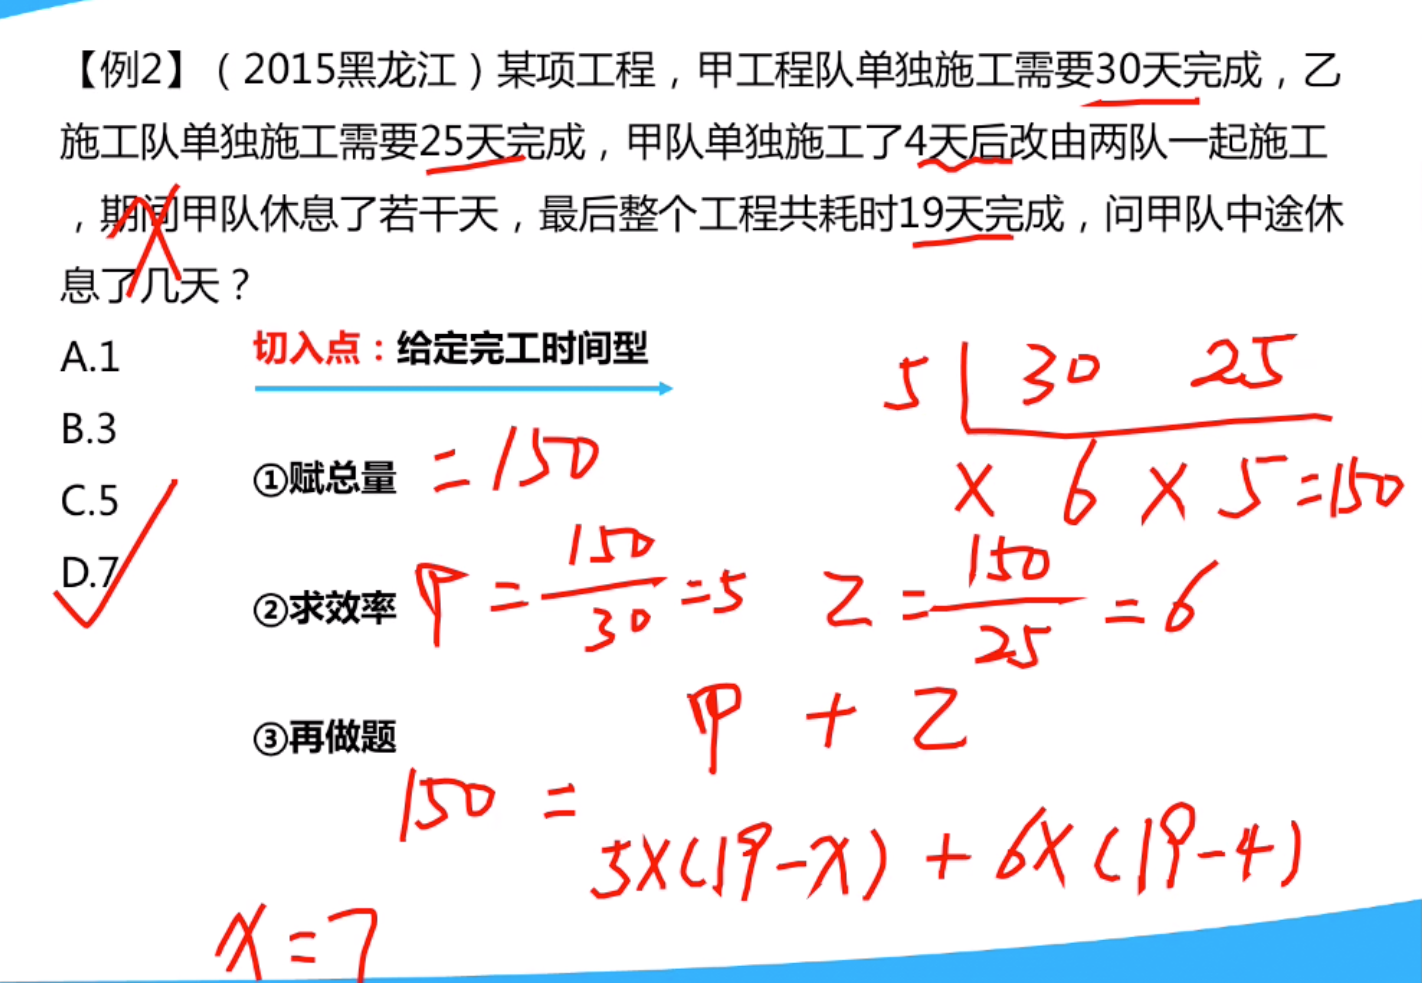 【例2】（2015黑龙江）某项工程，甲工程队单独施工需要30天完成，乙
施工队单独施工需要25天完成，甲队单独施工了4天后改由两队一起施工
，期间甲队休息了若干天，最后整个工程共耗时19天完成，问甲队中途休
息了几天？
A.1
切入点：给定完工时间型
5 30 25
B.3
①赋总量 =150
× 6 × 5=150
C.5
D.7
②求效率 甲=150/30=5 乙=150/25=6
③再做题
甲 + 乙
150 = 5×(19-x) + 6×(19-4)
x=7